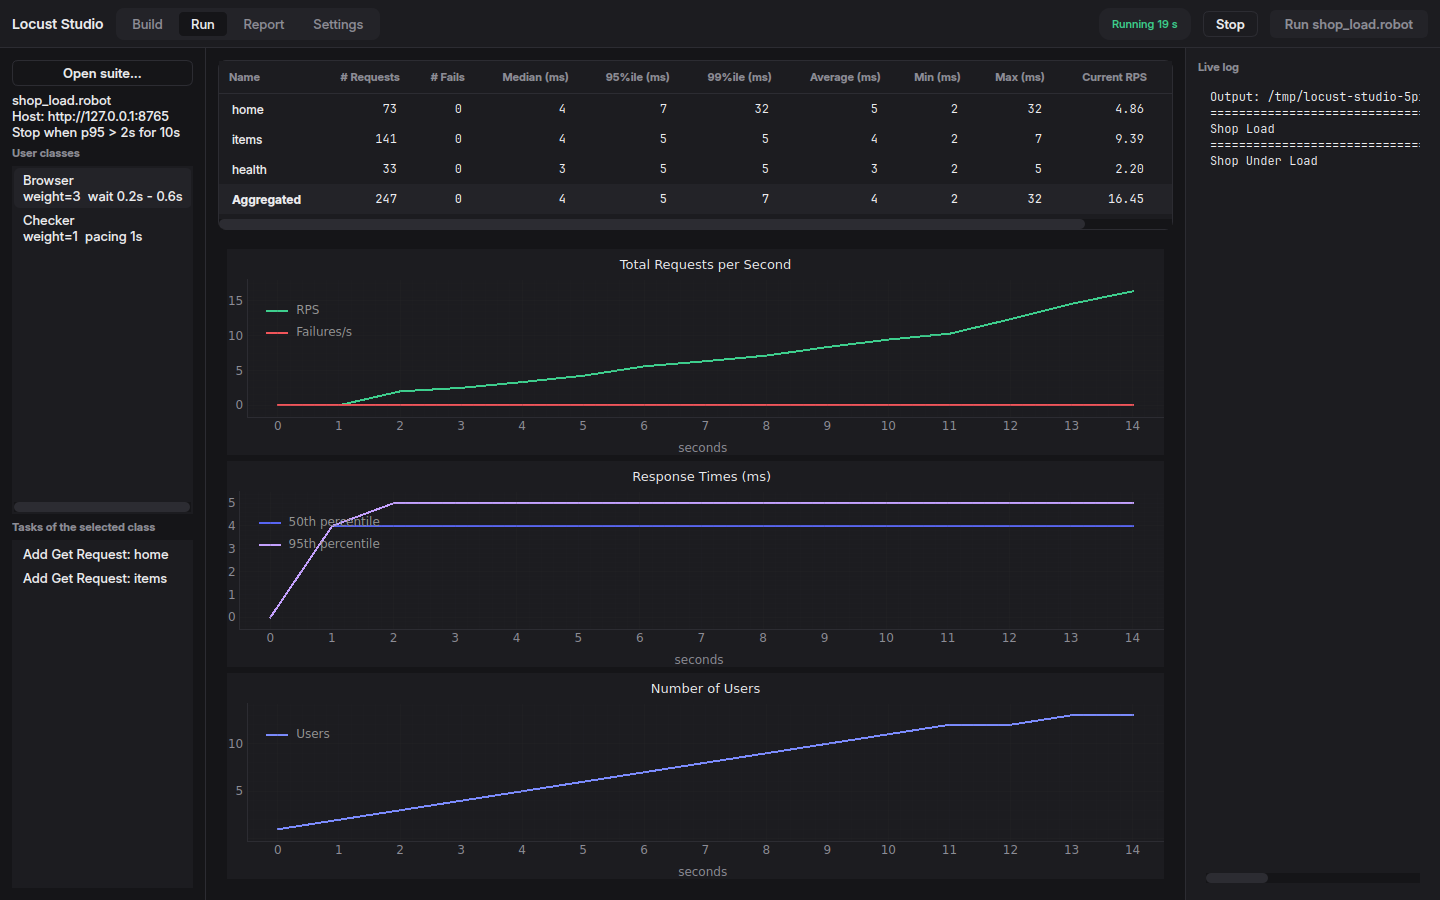 Locust Studio Build Run Report Settings Running 19 s Stop Run shop_load.robot
Open suite...
shop_load.robot
Host: http://127.0.0.1:8765
Stop when p95 > 2s for 10s
User classes
Browser
weight=3 wait 0.2s - 0.6s
Checker
weight=1 pacing 1s
Tasks of the selected class
Add Get Request: home
Add Get Request: items
Name # Requests # Fails Median (ms) 95%ile (ms) 99%ile (ms) Average (ms) Min (ms) Max (ms) Current RPS
home 73 0 4 7 32 5 2 32 4.86
items 141 0 4 5 5 4 2 7 9.39
health 33 0 3 5 5 3 2 5 2.20
Aggregated 247 0 4 5 7 4 2 32 16.45
Total Requests per Second
RPS
Failures/s
15
10
5
0
0 1 2 3 4 5 6 7 8 9 10 11 12 13 14
seconds
Response Times (ms)
50th percentile
95th percentile
5
4
3
2
1
0
0 1 2 3 4 5 6 7 8 9 10 11 12 13 14
seconds
Number of Users
Users
10
5
0 1 2 3 4 5 6 7 8 9 10 11 12 13 14
seconds
Live log
Output: /tmp/locust-studio-5p
==============================
Shop Load
==============================
Shop Under Load